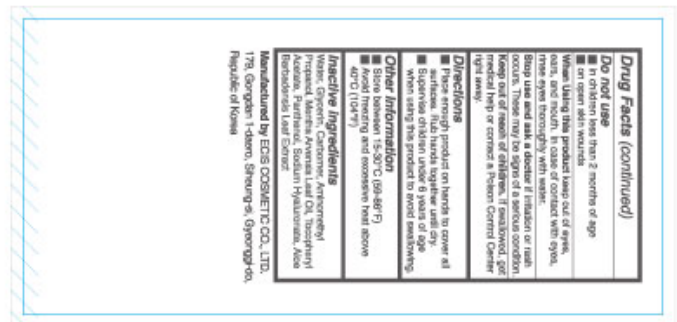 Drug Facts (continued)
Do not use
■ In children less than 2 months of age
■ on open skin wounds
When Using this product keep out of eyes,
ears, and mouth. In case of contact with eyes,
rinse eyes thoroughly with water.
Stop use and ask a doctor if irritation or rash
occurs. These may be signs of a serious condition.
Keep out of reach of children. If swallowed, get
medical help or contact a Poison Control Center
right away.
Directions
■ Place enough product on hands to cover all
surfaces. Rub hands together until dry.
■ Supervise children under 6 years of age
when using this product to avoid swallowing.
Other Information
■ Store between 15-30°C (59-86°F)
■ Avoid freezing and excessive heat above
40°C (104°F)
Inactive Ingredients
Water, Glycerin, Carbomer, Aminomethyl
Propanol, Mentha Arvensis Leaf Oil, Tocopheryl
Acetate, Panthenol, Sodium Hyaluronate, Aloe
Barbadensis Leaf Extract
Manufactured by ECIS COSMETIC CO., LTD.
179, Gongdan 1-daero, Siheung-si, Gyeonggi-do,
Republic of Korea